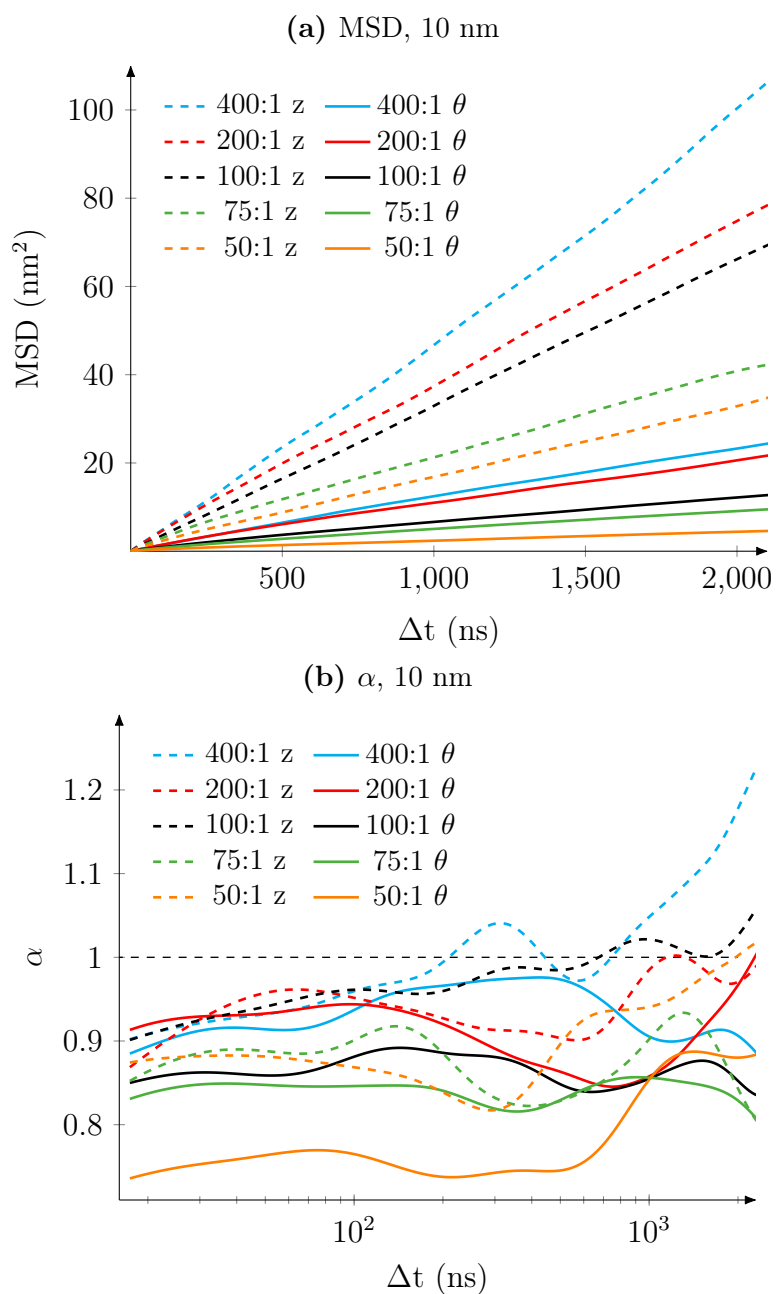 (a) MSD, 10 nm
100
80
60
40
20
MSD (nm²)
400:1 z 400:1 θ
200:1 z 200:1 θ
100:1 z 100:1 θ
75:1 z 75:1 θ
50:1 z 50:1 θ
500 1,000 1,500 2,000
Δt (ns)
(b) α, 10 nm
1.2
1.1
1
0.9
0.8
α
400:1 z 400:1 θ
200:1 z 200:1 θ
100:1 z 100:1 θ
75:1 z 75:1 θ
50:1 z 50:1 θ
10² 10³
Δt (ns)